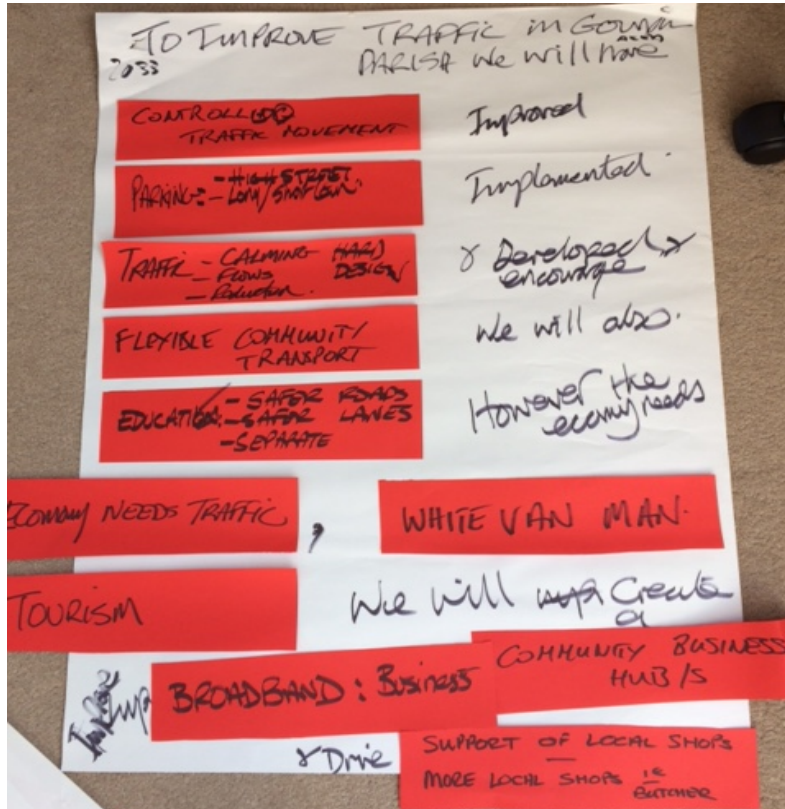 TO IMPROVE TRAFFIC IN
2033 PARISH We will have
CONTROLLED
TRAFFIC MOVEMENT
Improved
PARKING: - HIGH STREET
- Long/Short
Implamented
TRAFFIC - CALMING HARD
- FLOWS DESIGN
- Reduction.
& Developed &
encourage
FLEXIBLE COMMUNITY
TRANSPORT
We will also.
EDUCATION - SAFER ROADS
- SAFER LANES
- SEPARATE
However the
needs
ECONOMY NEEDS TRAFFIC ,
WHITE VAN MAN.
TOURISM
We will Create
a
Improve
BROADBAND : Business
COMMUNITY BUSINESS
HUB/S
& Drive
SUPPORT OF LOCAL SHOPS
—
MORE LOCAL SHOPS ie
BUTCHER